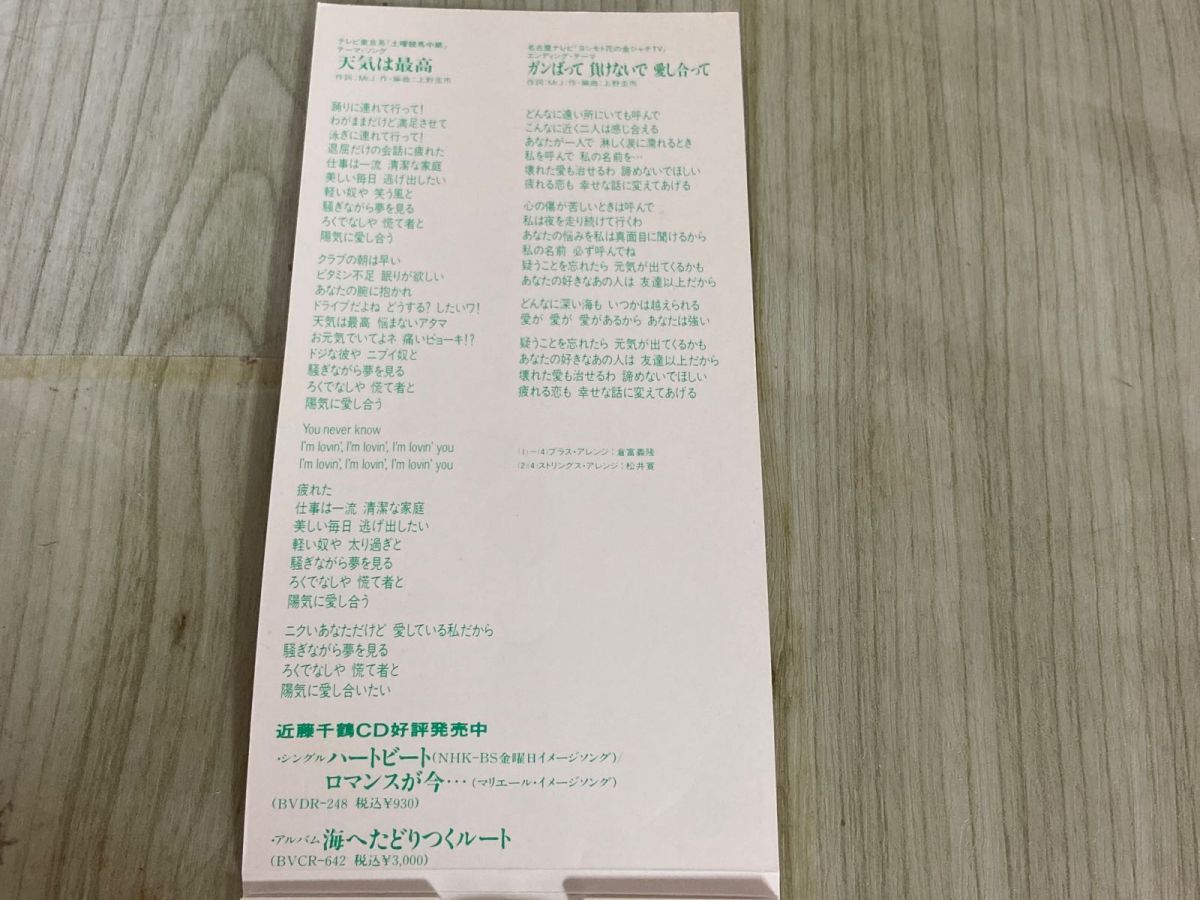 テレビ東京系「土曜競馬中継」
テーマ・ソング
天気は最高
作詞：Mr.J 作・編曲：上野圭市
踊りに連れて行って！
わがままだけど満足させて
泳ぎに連れて行って！
退屈だけの会話に疲れた
仕事は一流 清潔な家庭
美しい毎日 逃げ出したい
軽い奴や 笑う風と
騒ぎながら夢を見る
ろくでなしや 慌て者と
陽気に愛し合う
クラブの朝は早い
ビタミン不足 眠りが欲しい
あなたの腕に抱かれ
ドライブだよね どうする？ したいワ！
天気は最高 悩まないアタマ
お元気でいてよネ 痛いビョーキ!?
ドジな彼や ニブイ奴と
騒ぎながら夢を見る
ろくでなしや 慌て者と
陽気に愛し合う
You never know
I'm lovin', I'm lovin', I'm lovin' you
I'm lovin', I'm lovin', I'm lovin' you
疲れた
仕事は一流 清潔な家庭
美しい毎日 逃げ出したい
軽い奴や 太り過ぎと
騒ぎながら夢を見る
ろくでなしや 慌て者と
陽気に愛し合う
ニクいあなただけど 愛している私だから
騒ぎながら夢を見る
ろくでなしや 慌て者と
陽気に愛し合いたい
名古屋テレビ「ヨシモト花の金シャチTV」
エンディング・テーマ
ガンばって 負けないで 愛し合って
作詞：Mr.J 作・編曲：上野圭市
どんなに遠い所にいても呼んで
こんなに近く二人は感じ合える
あなたが一人で 淋しく涙に濡れるとき
私を呼んで 私の名前を…
壊れた愛も治せるわ 諦めないでほしい
疲れる恋も 幸せな話に変えてあげる
心の傷が苦しいときは呼んで
私は夜を走り続けて行くわ
あなたの悩みを私は真面目に聞けるから
私の名前 必ず呼んでね
疑うことを忘れたら 元気が出てくるかも
あなたの好きなあの人は 友達以上だから
どんなに深い海も いつかは越えられる
愛が 愛が 愛があるから あなたは強い
疑うことを忘れたら 元気が出てくるかも
あなたの好きなあの人は 友達以上だから
壊れた愛も治せるわ 諦めないでほしい
疲れる恋も 幸せな話に変えてあげる
(1)-(4)ブラス・アレンジ：倉富義隆
(2)(4)ストリングス・アレンジ：松井寛
近藤千鶴CD好評発売中
・シングル ハートビート(NHK-BS金曜日イメージソング)/
ロマンスが今…(マリエール・イメージソング)
(BVDR-248 税込¥930)
・アルバム 海へたどりつくルート
(BVCR-642 税込¥3,000)